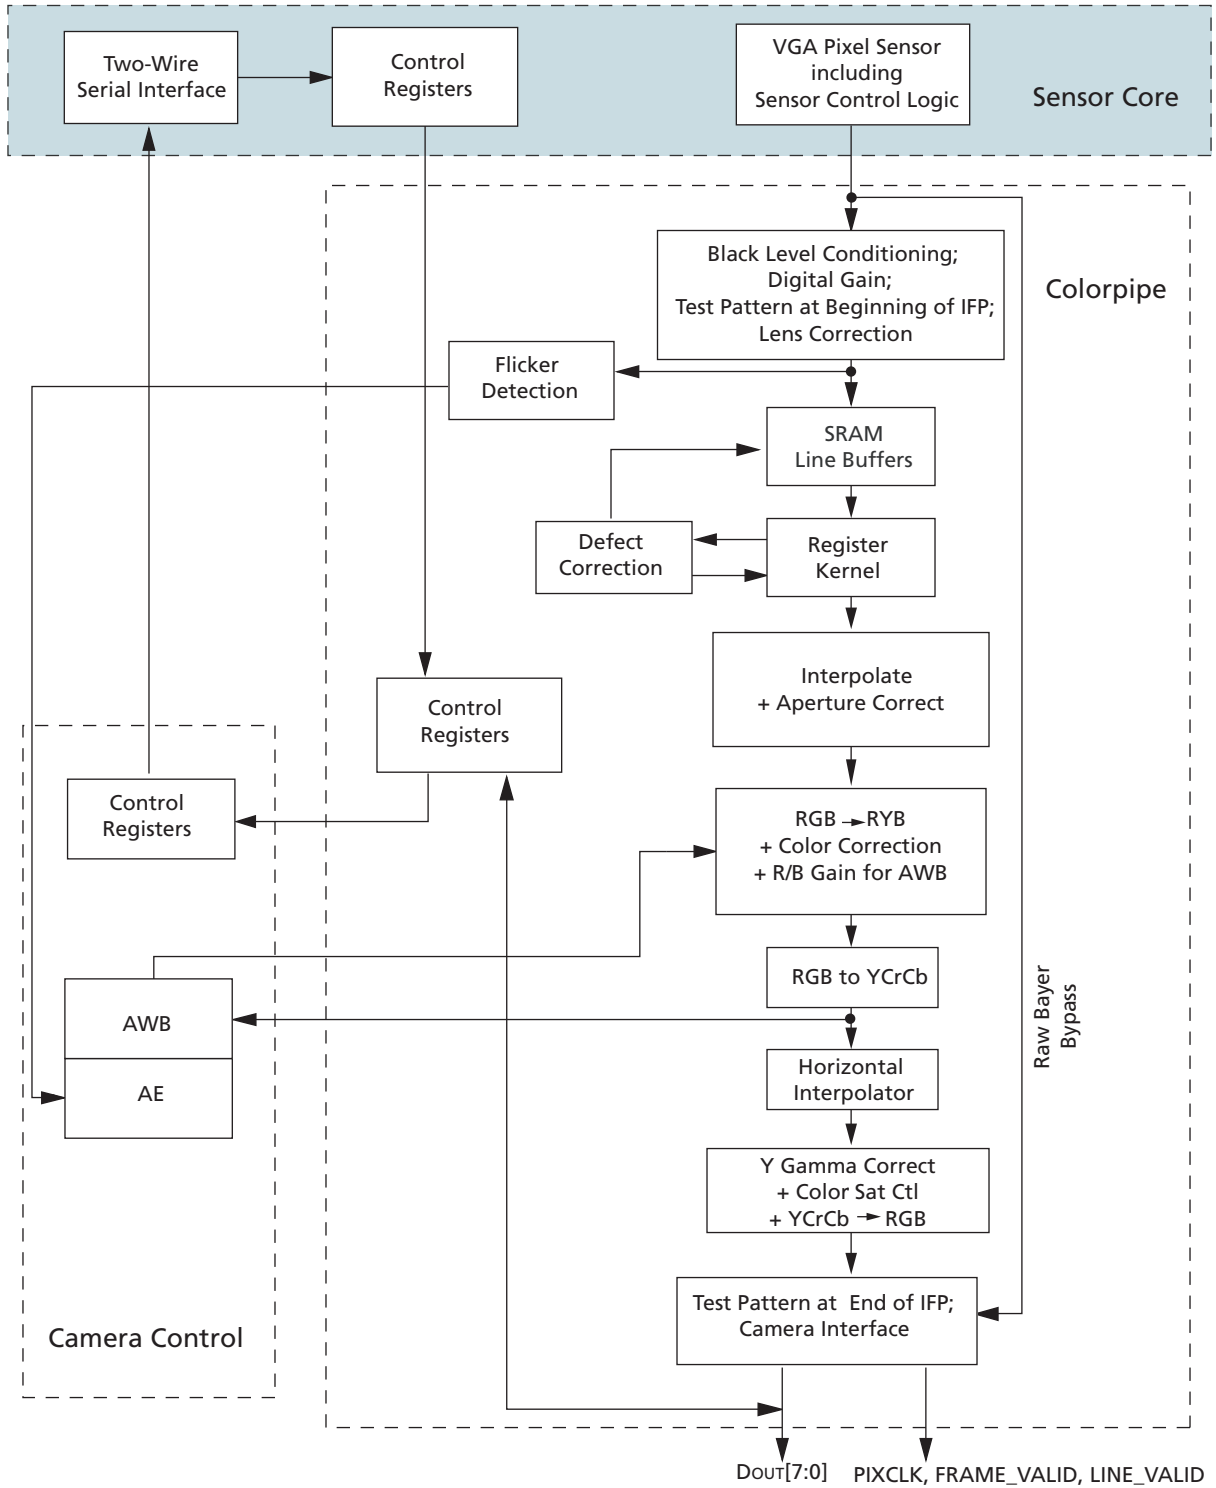 Two-Wire
Serial Interface
Control
Registers
VGA Pixel Sensor
including
Sensor Control Logic
Sensor Core
Black Level Conditioning;
Digital Gain;
Test Pattern at Beginning of IFP;
Lens Correction
Colorpipe
Flicker
Detection
SRAM
Line Buffers
Defect
Correction
Register
Kernel
Interpolate
+ Aperture Correct
Control
Registers
Control
Registers
RGB → RYB
+ Color Correction
+ R/B Gain for AWB
RGB to YCrCb
Raw Bayer
Bypass
AWB
AE
Horizontal
Interpolator
Y Gamma Correct
+ Color Sat Ctl
+ YCrCb → RGB
Test Pattern at End of IFP;
Camera Interface
Camera Control
DOUT[7:0]
PIXCLK, FRAME_VALID, LINE_VALID